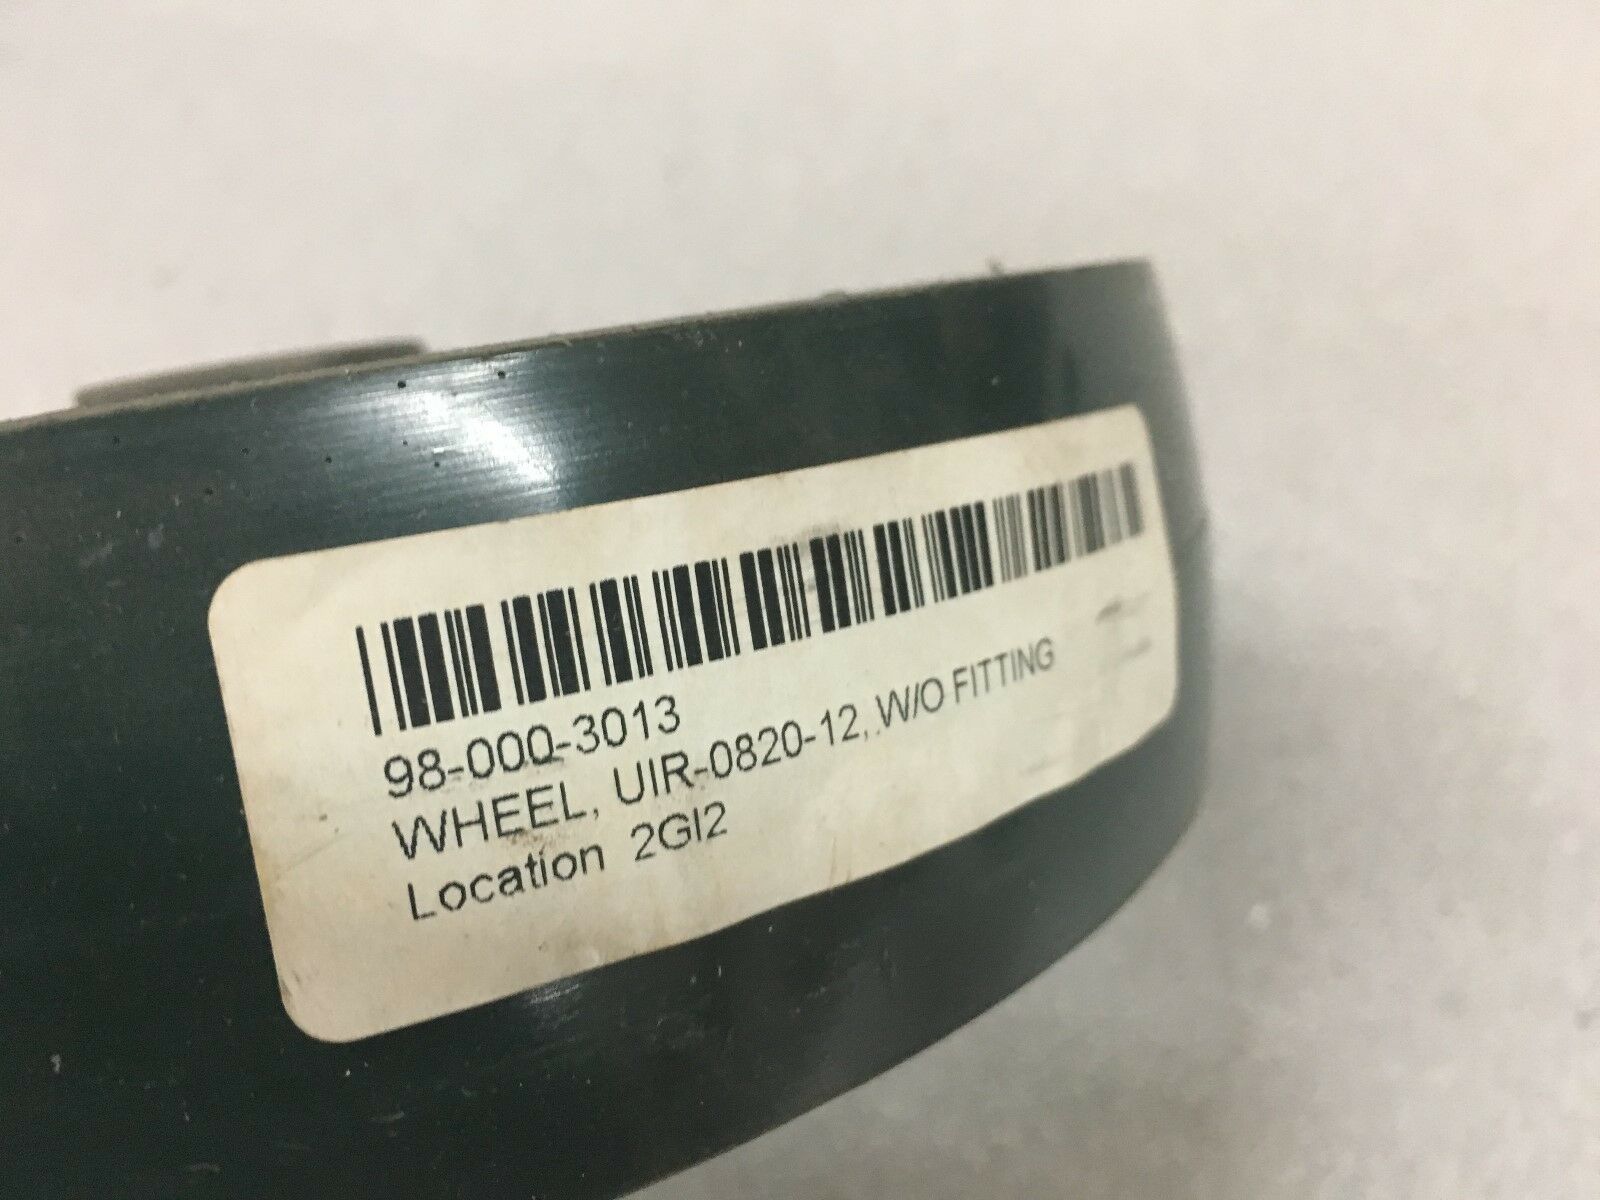 98-000-3013
WHEEL, UIR-0820-12, W/O FITTING
Location 2GI2